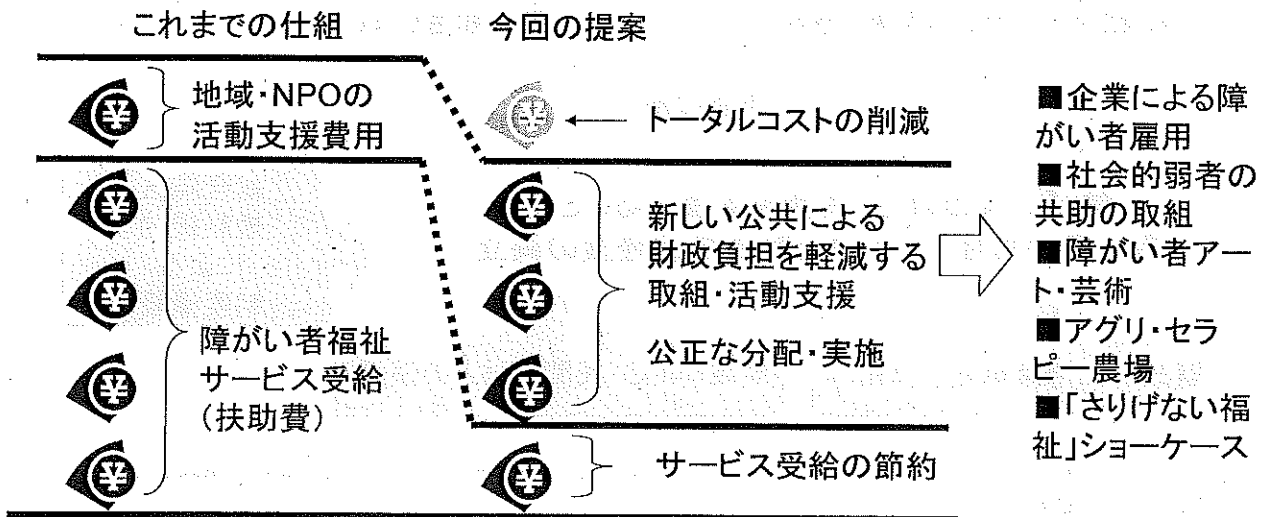 これまでの仕組
今回の提案
地域・NPOの
活動支援費用
トータルコストの削減
障がい者福祉
サービス受給
（扶助費）
新しい公共による
財政負担を軽減する
取組・活動支援
公正な分配・実施
サービス受給の節約
■企業による障
がい者雇用
■社会的弱者の
共助の取組
■障がい者アー
ト・芸術
■アグリ・セラ
ピー農場
■「さりげない福
祉」ショーケース